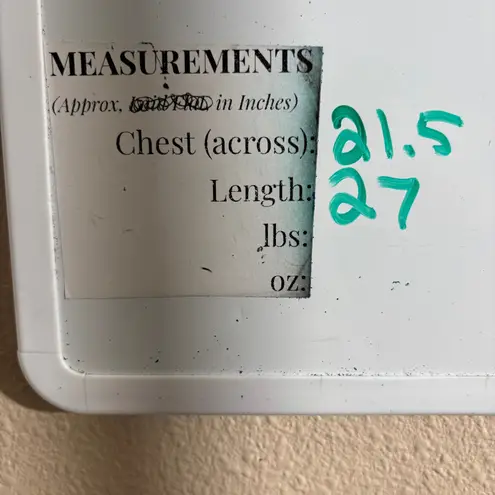 MEASUREMENTS
(Approx, in Inches)
Chest (across): 21.5
Length: 27
lbs:
oz: